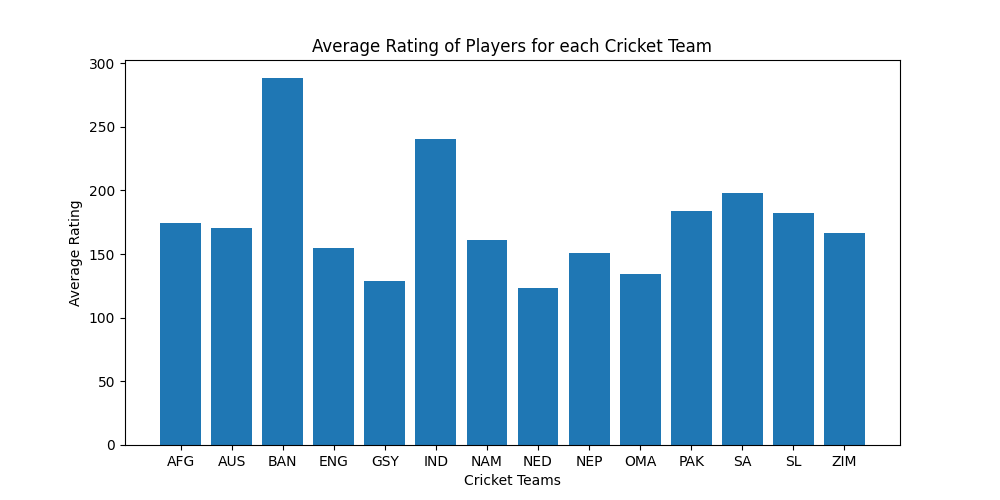 Average Rating of Players for each Cricket Team
300
250
200
150
100
50
0
Average Rating
AFG AUS BAN ENG GSY IND NAM NED NEP OMA PAK SA SL ZIM
Cricket Teams